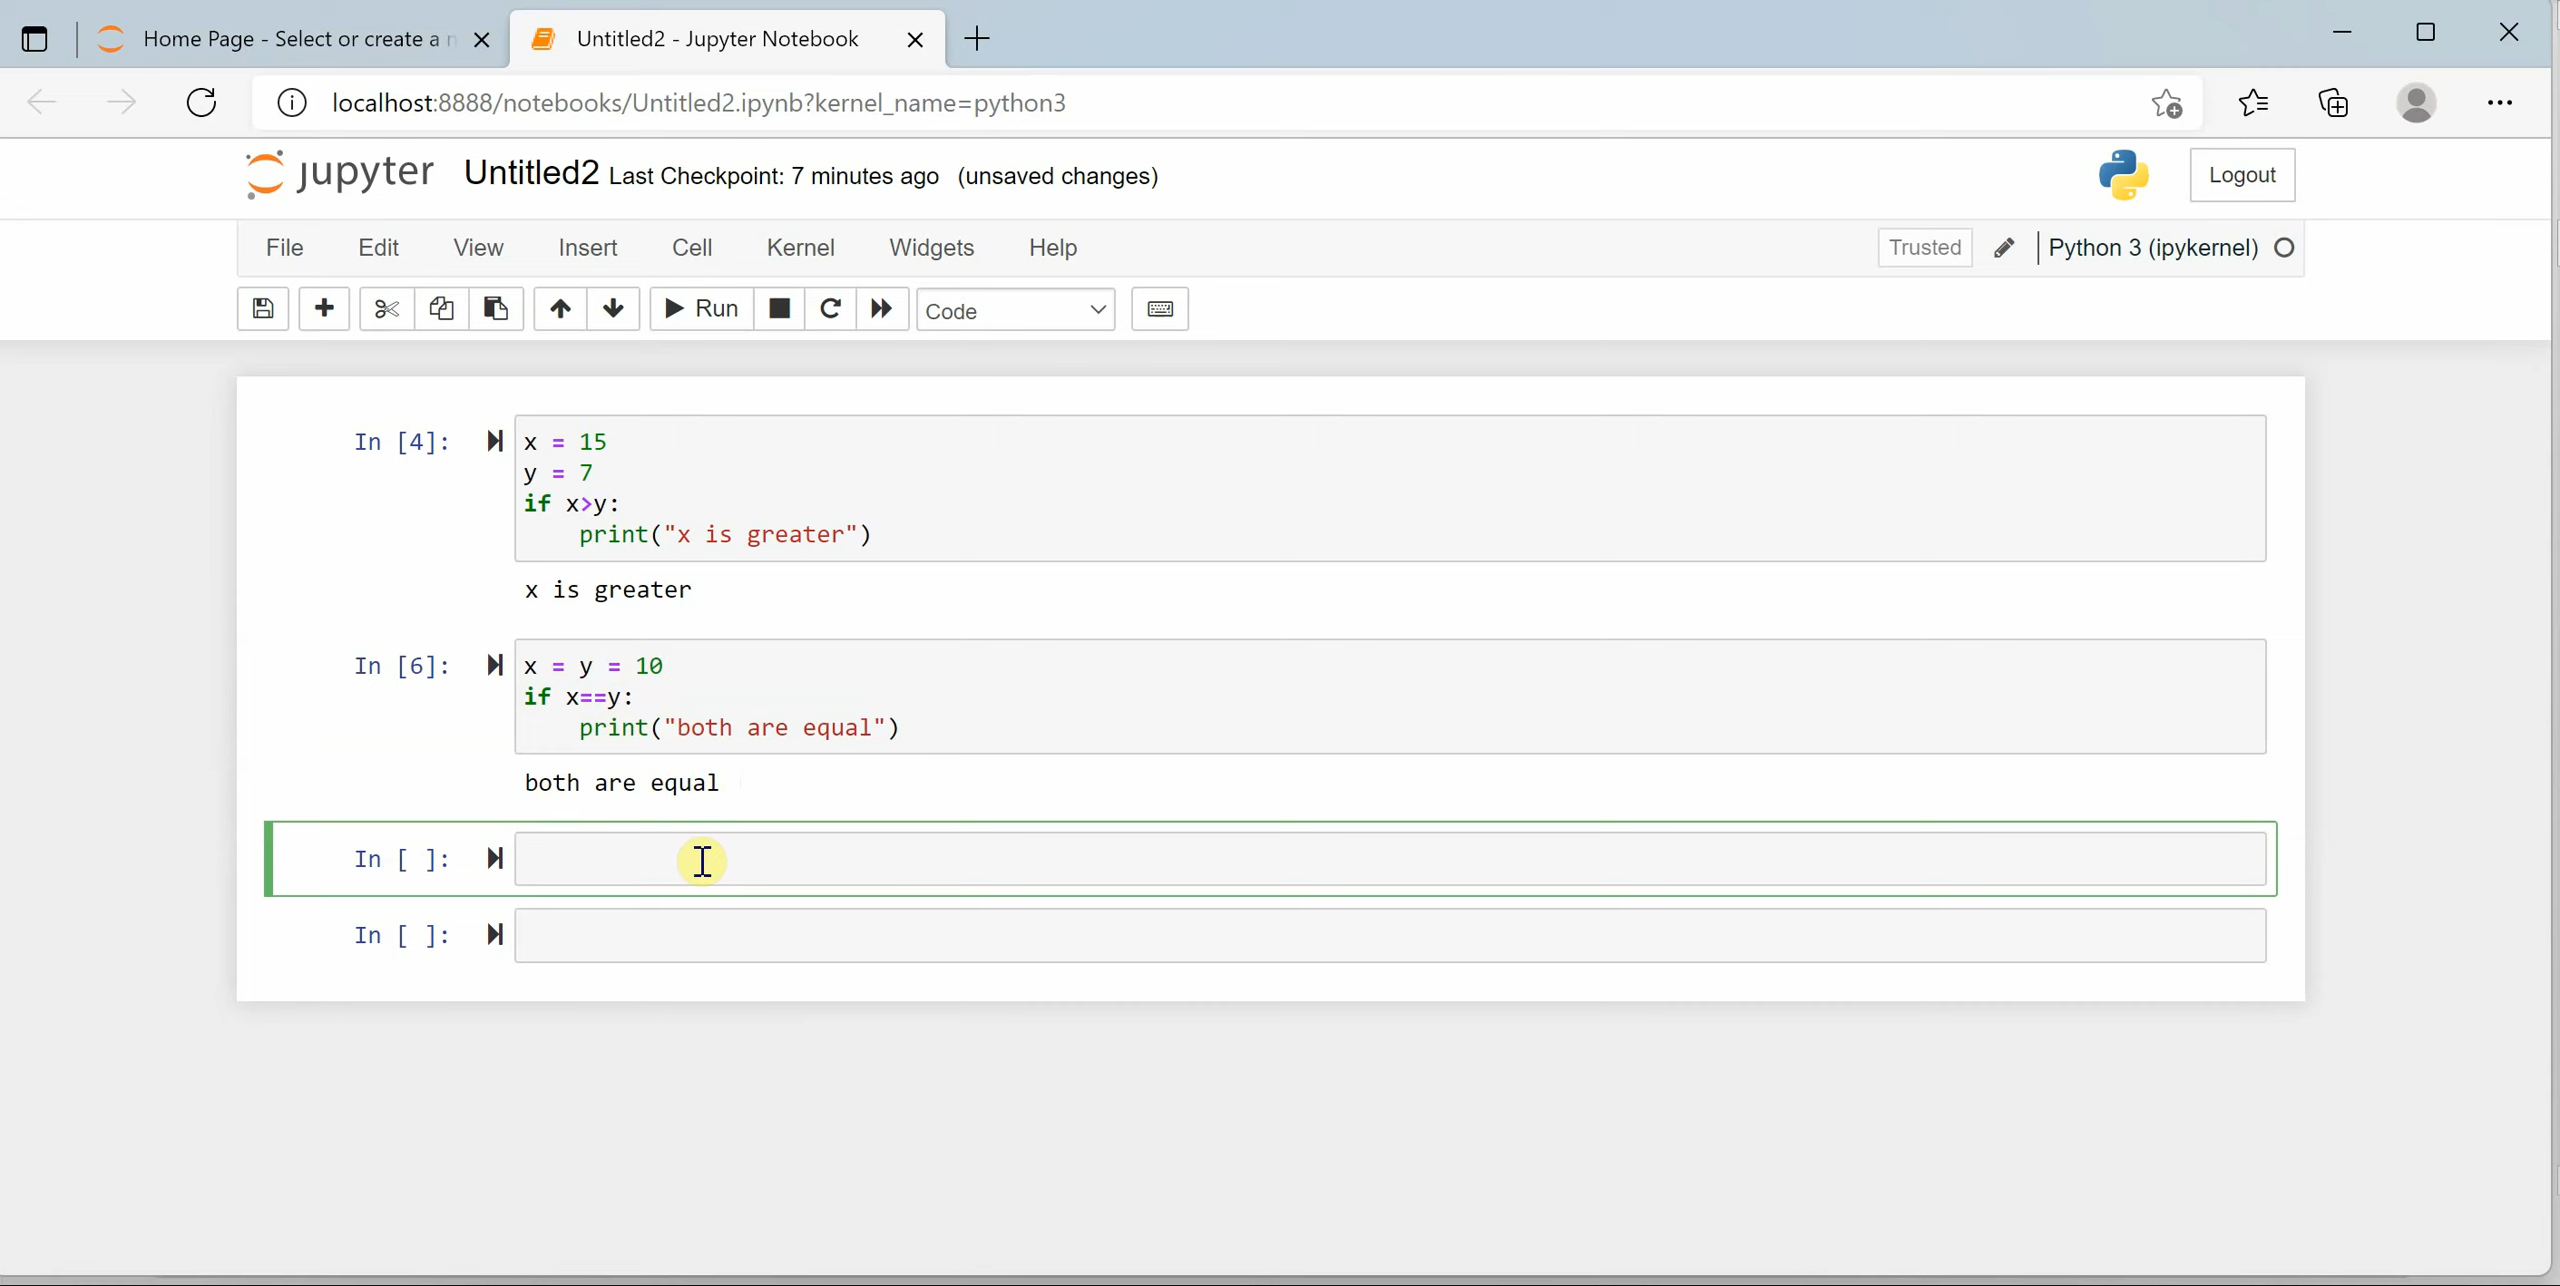 Home Page - Select or create a n
Untitled2 - Jupyter Notebook
localhost:8888/notebooks/Untitled2.ipynb?kernel_name=python3
jupyter Untitled2 Last Checkpoint: 7 minutes ago (unsaved changes)
Logout
File Edit View Insert Cell Kernel Widgets Help
Trusted Python 3 (ipykernel)
Run Code
In [4]: x = 15
y = 7
if x>y:
    print("x is greater")
x is greater
In [6]: x = y = 10
if x==y:
    print("both are equal")
both are equal
In [ ]:
In [ ]: